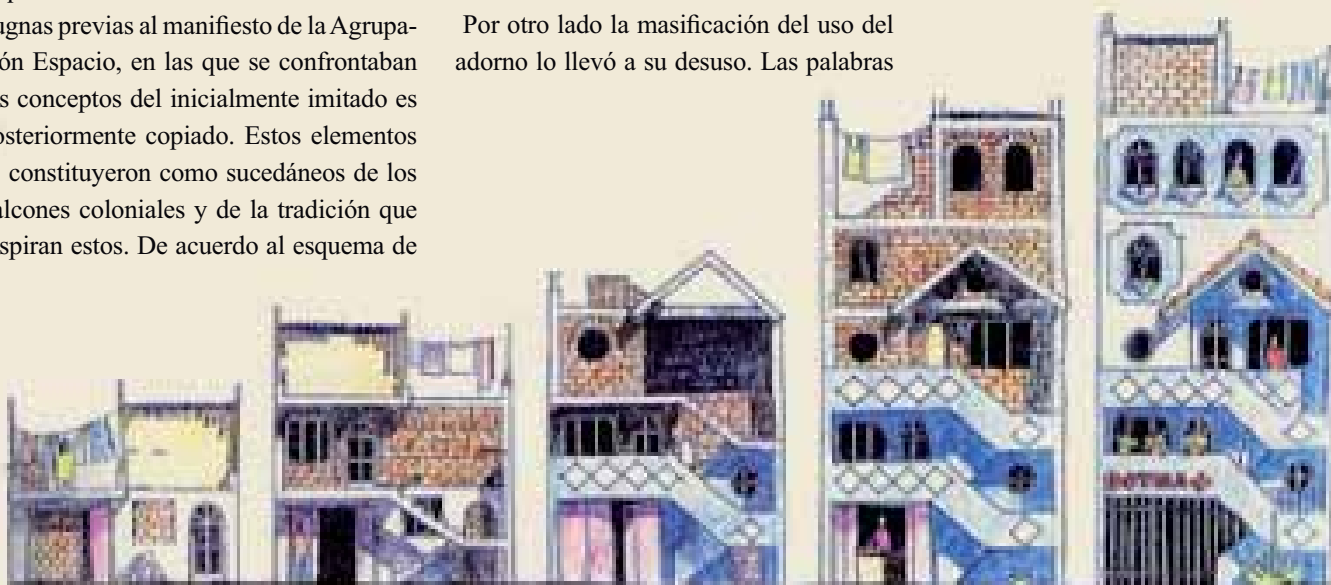 ugnas previas al manifiesto de la Agrupa-
ón Espacio, en las que se confrontaban
s conceptos del inicialmente imitado es
osteriormente copiado. Estos elementos
constituyeron como sucedáneos de los
alcones coloniales y de la tradición que
spiran estos. De acuerdo al esquema de
Por otro lado la masificación del uso del
adorno lo llevó a su desuso. Las palabras